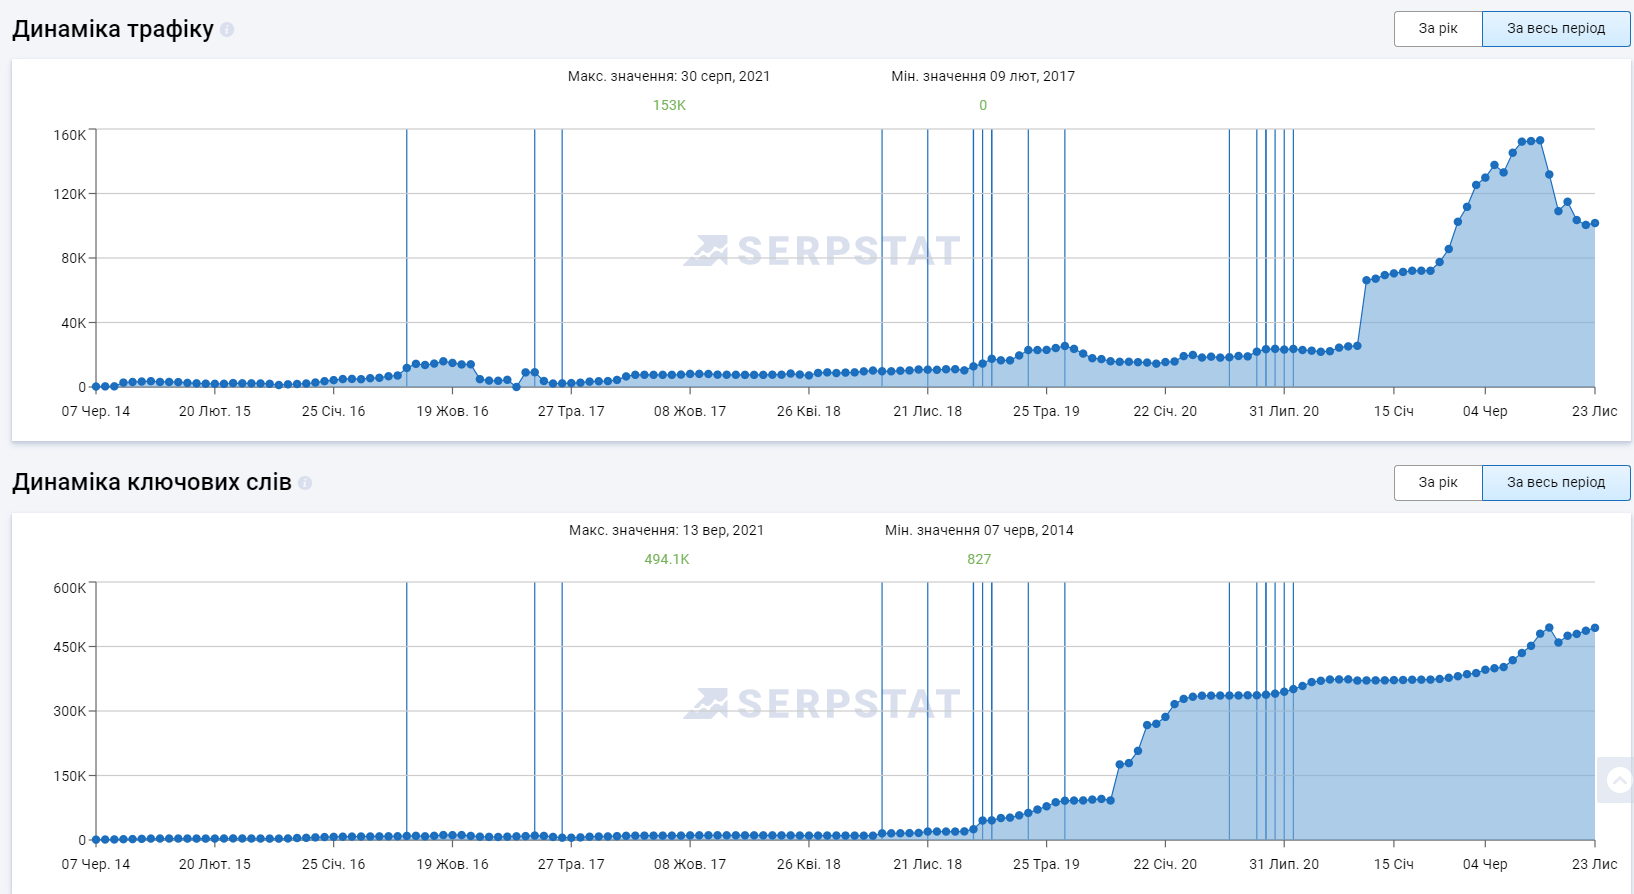 Динаміка трафіку
За рік За весь період
Макс. значення: 30 серп, 2021 Мін. значення 09 лют, 2017
153K 0
160K
120K
80K
SERPSTAT
40K
0
07 Чер. 14 20 Лют. 15 25 Січ. 16 19 Жов. 16 27 Тра. 17 08 Жов. 17 26 Кві. 18 21 Лис. 18 25 Тра. 19 22 Січ. 20 31 Лип. 20 15 Січ 04 Чер 23 Лис
Динаміка ключових слів
За рік За весь період
Макс. значення: 13 вер, 2021 Мін. значення 07 черв, 2014
494.1K 827
600K
450K
300K
SERPSTAT
150K
0
07 Чер. 14 20 Лют. 15 25 Січ. 16 19 Жов. 16 27 Тра. 17 08 Жов. 17 26 Кві. 18 21 Лис. 18 25 Тра. 19 22 Січ. 20 31 Лип. 20 15 Січ 04 Чер 23 Лис